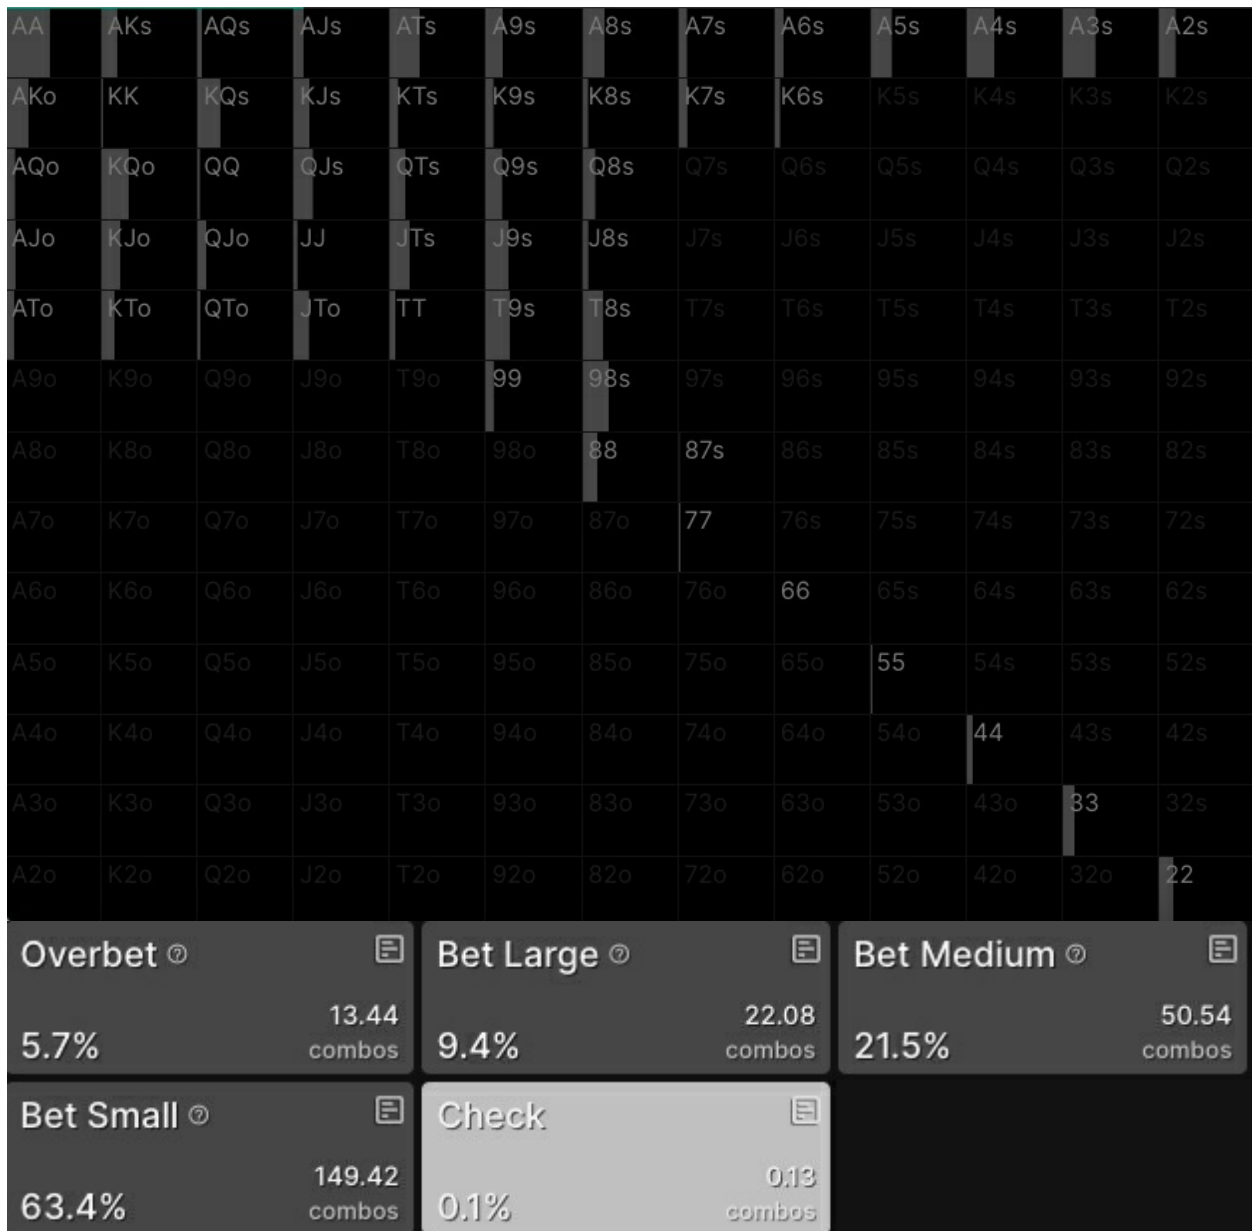 AA AKs AQs AJs ATs A9s A8s A7s A6s A5s A4s A3s A2s
AKo KK KQs KJs KTs K9s K8s K7s K6s K5s K4s K3s K2s
AQo KQo QQ QJs QTs Q9s Q8s Q7s Q6s Q5s Q4s Q3s Q2s
AJo KJo QJo JJ JTs J9s J8s J7s J6s J5s J4s J3s J2s
ATo KTo QTo JTo TT T9s T8s T7s T6s T5s T4s T3s T2s
A9o K9o Q9o J9o T9o 99 98s 97s 96s 95s 94s 93s 92s
A8o K8o Q8o J8o T8o 98o 88 87s 86s 85s 84s 83s 82s
A7o K7o Q7o J7o T7o 97o 87o 77 76s 75s 74s 73s 72s
A6o K6o Q6o J6o T6o 96o 86o 76o 66 65s 64s 63s 62s
A5o K5o Q5o J5o T5o 95o 85o 75o 65o 55 54s 53s 52s
A4o K4o Q4o J4o T4o 94o 84o 74o 64o 54o 44 43s 42s
A3o K3o Q3o J3o T3o 93o 83o 73o 63o 53o 43o 33 32s
A2o K2o Q2o J2o T2o 92o 82o 72o 62o 52o 42o 32o 22
Overbet ?
13.44
5.7% combos
Bet Large ?
22.08
9.4% combos
Bet Medium ?
50.54
21.5% combos
Bet Small ?
149.42
63.4% combos
Check
0.13
0.1% combos